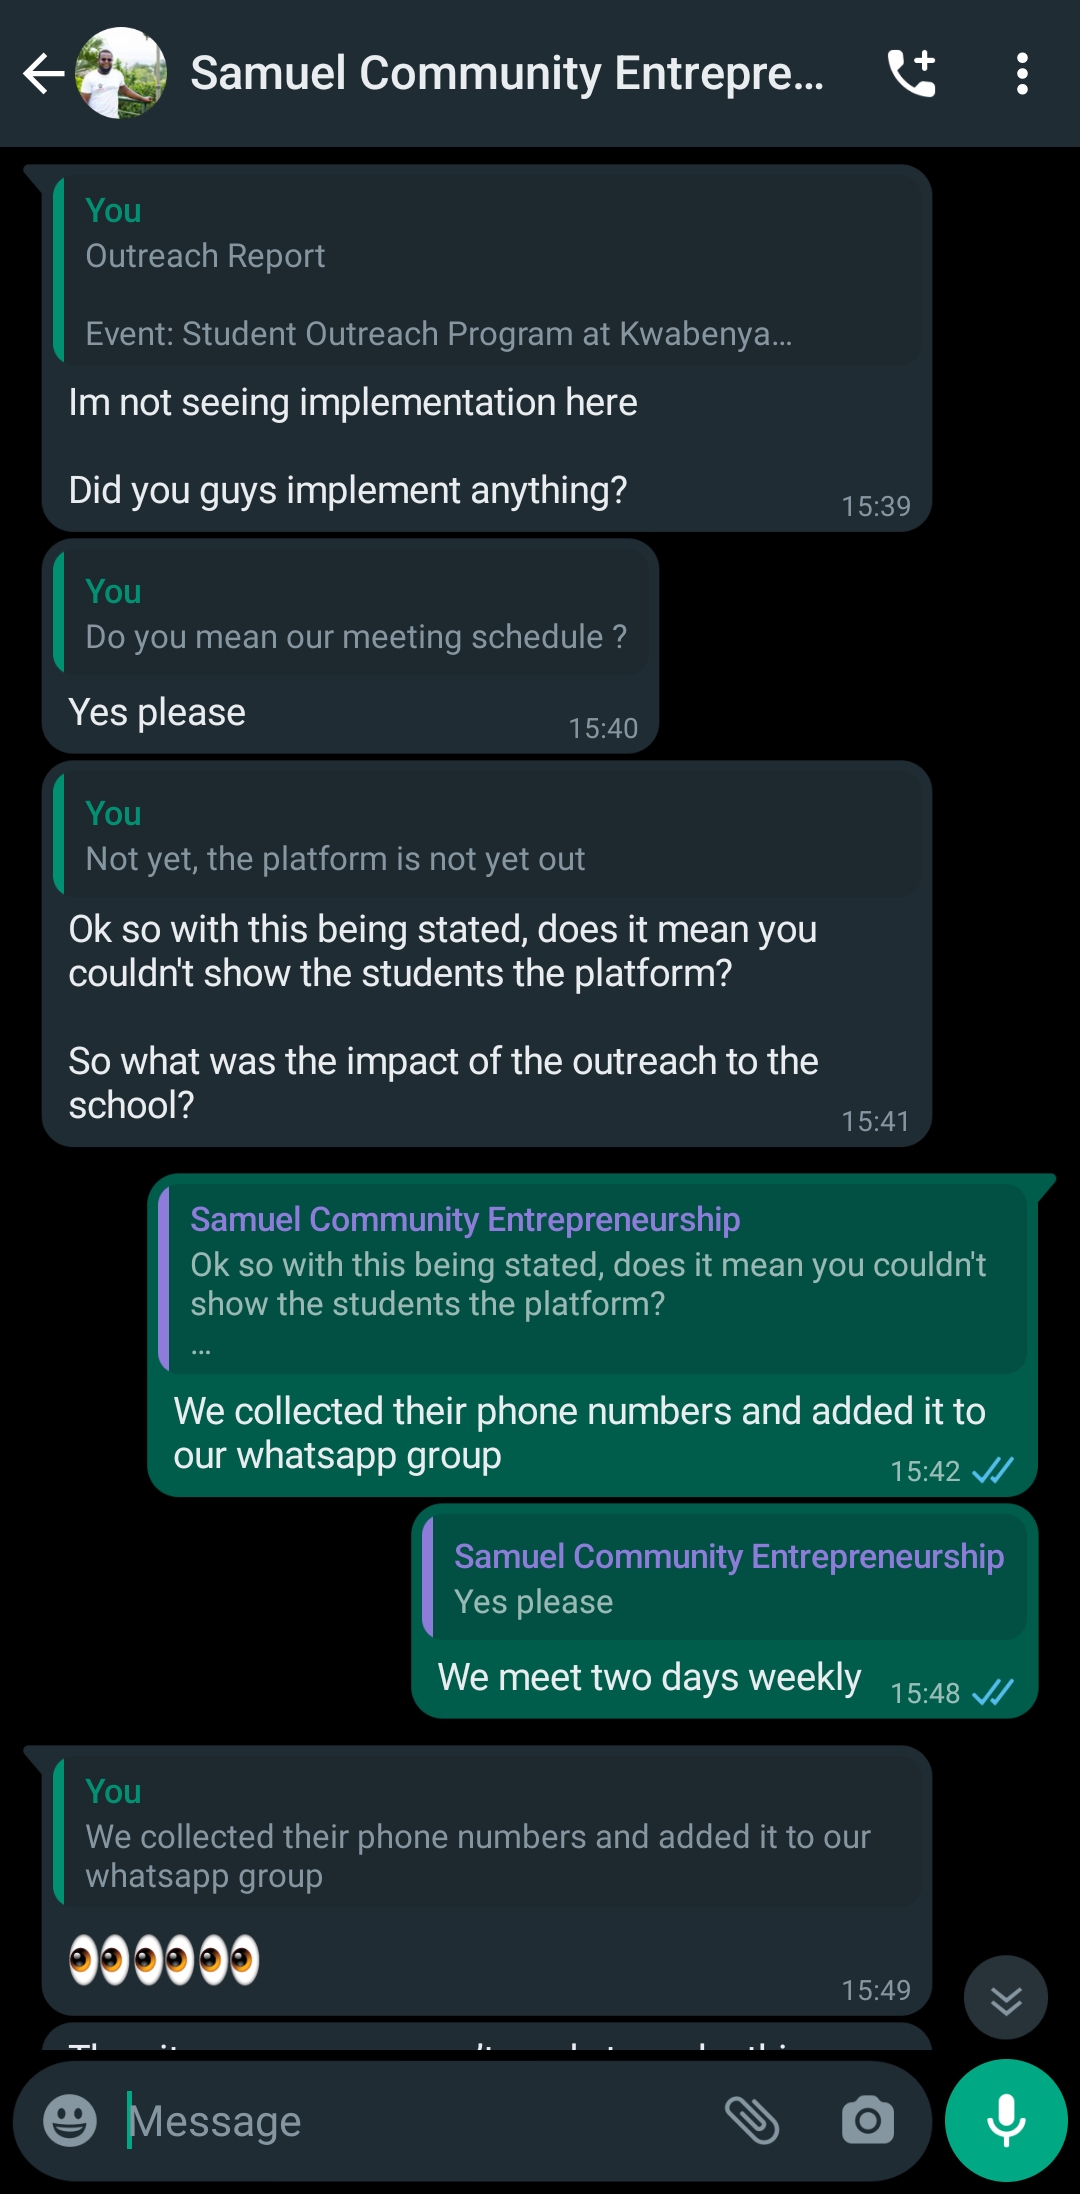 Samuel Community Entrepre...
You
Outreach Report
Event: Student Outreach Program at Kwabenya...
Im not seeing implementation here
Did you guys implement anything?
15:39
You
Do you mean our meeting schedule ?
Yes please
15:40
You
Not yet, the platform is not yet out
Ok so with this being stated, does it mean you
couldn't show the students the platform?
So what was the impact of the outreach to the
school?
15:41
Samuel Community Entrepreneurship
Ok so with this being stated, does it mean you couldn't
show the students the platform?
...
We collected their phone numbers and added it to
our whatsapp group
15:42
Samuel Community Entrepreneurship
Yes please
We meet two days weekly
15:48
You
We collected their phone numbers and added it to our
whatsapp group
👀👀👀
15:49
Message